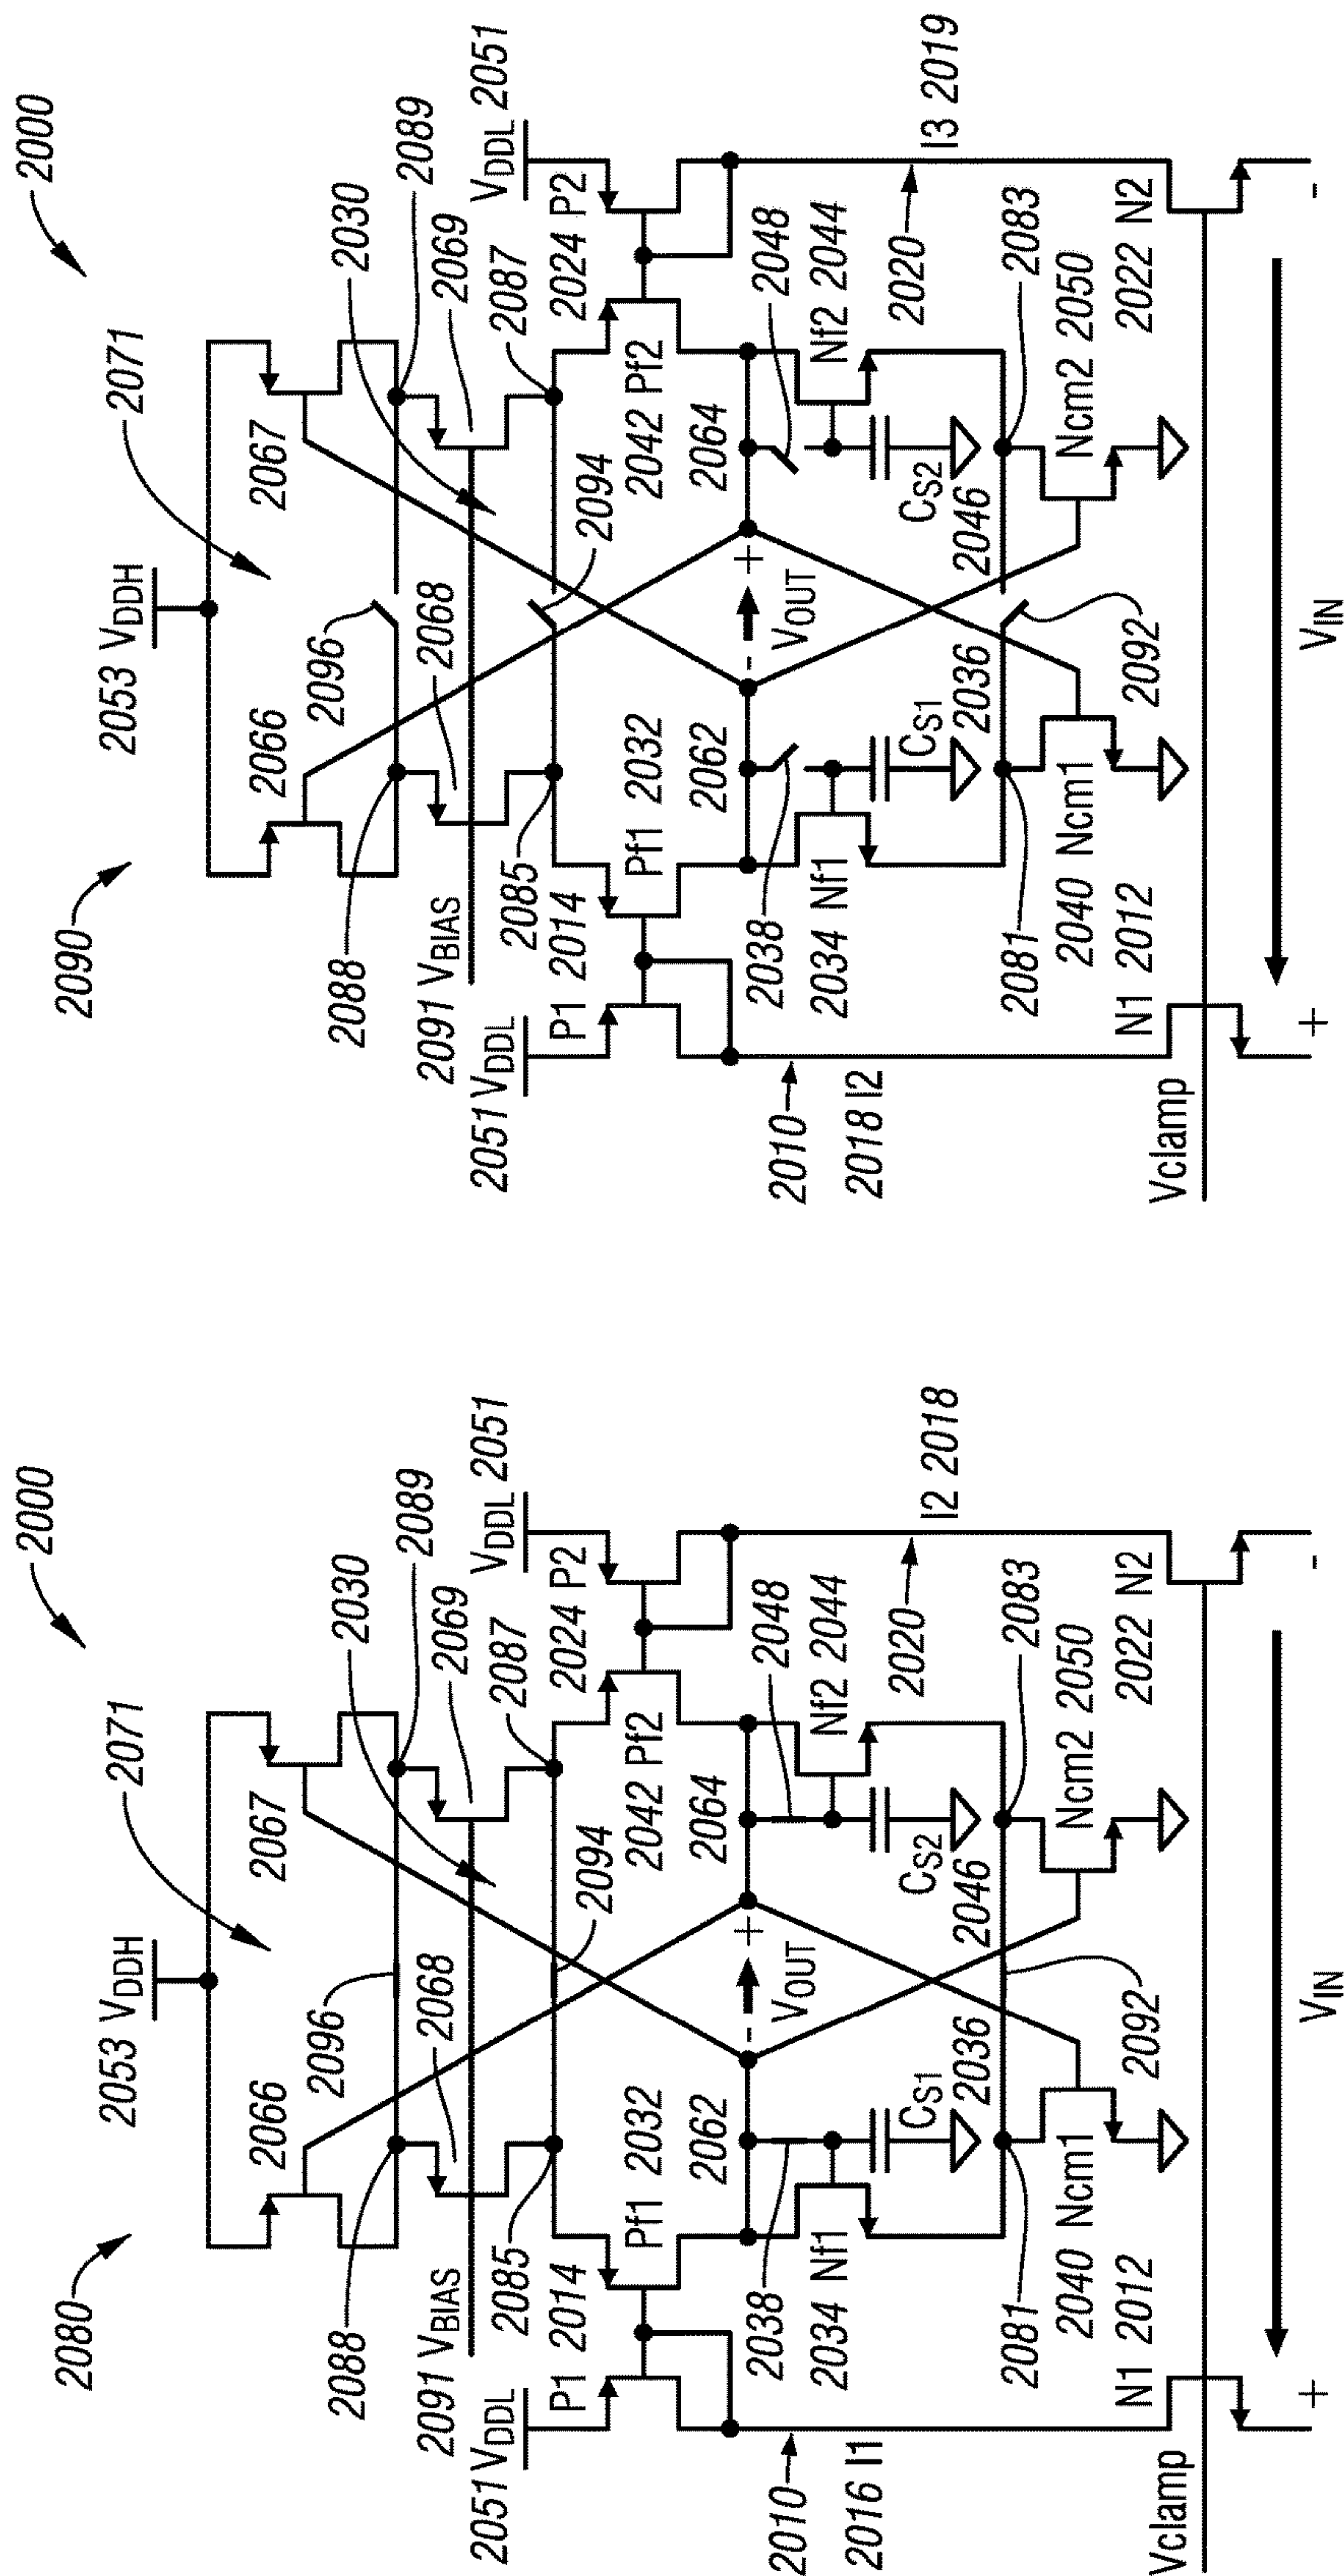 2080
2000
2053 VDDH
2071
2066
2067
2096
2030
2088
2068
2089
2091 VBIAS
2069
2085
2094
2087
2051 VDDL
VDDL 2051
P1 2014
2024 P2
Pf1 2032
2042 Pf2
2062
2064
- +
VOUT
2038
2048
2034 Nf1
Nf2 2044
CS1
2036
CS2
2046
2010
2016 I1
2020
I2 2018
2081
2083
2092
2040 Ncm1
Ncm2 2050
N1 2012
2022 N2
Vclamp
+
-
VIN
2090
2000
2053 VDDH
2071
2066
2067
2096
2030
2088
2068
2089
2091 VBIAS
2069
2085
2094
2087
2051 VDDL
VDDL 2051
P1 2014
2024 P2
Pf1 2032
2042 Pf2
2062
2064
- +
VOUT
2038
2048
2034 Nf1
Nf2 2044
CS1
2036
CS2
2046
2010
2018 I2
2020
I3 2019
2081
2083
2092
2040 Ncm1
Ncm2 2050
N1 2012
2022 N2
Vclamp
+
-
VIN